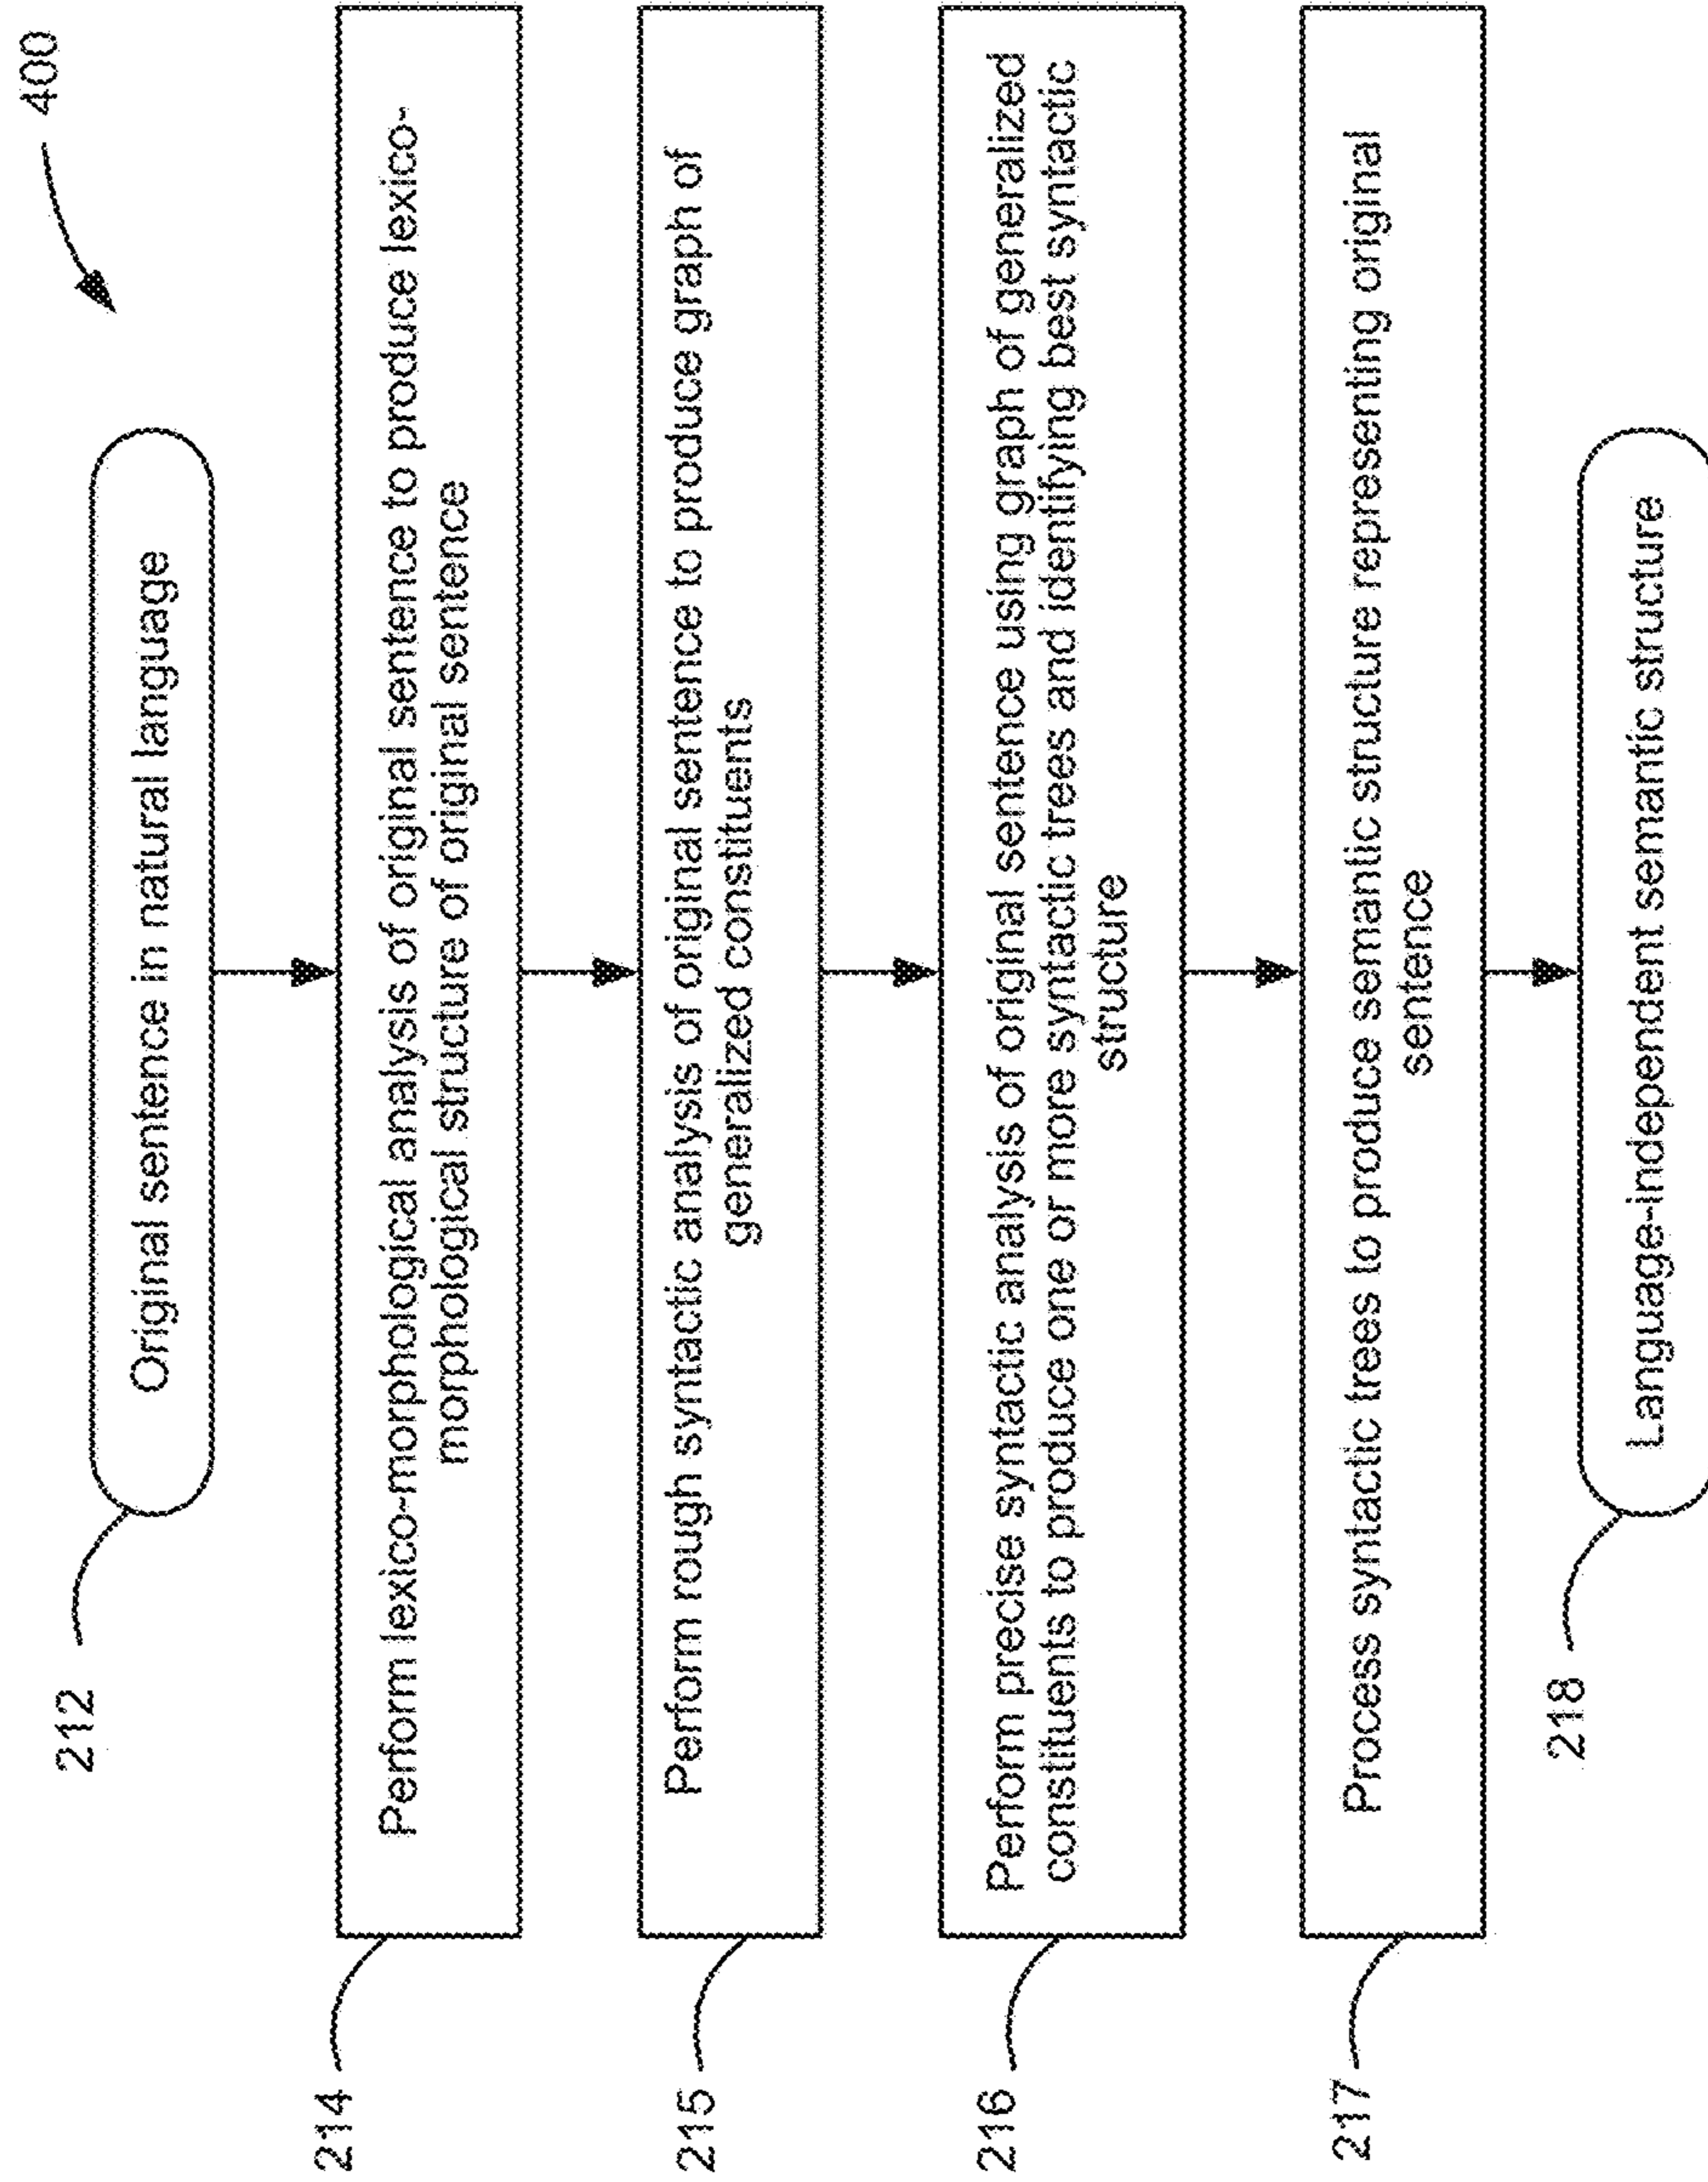 400
212
Original sentence in natural language
214
Perform lexico-morphological analysis of original sentence to produce lexico-
morphological structure of original sentence
215
Perform rough syntactic analysis of original sentence to produce graph of
generalized constituents
216
Perform precise syntactic analysis of original sentence using graph of generalized
constituents to produce one or more syntactic trees and identifying best syntactic
structure
217
Process syntactic trees to produce semantic structure representing original
sentence
218
Language-independent semantic structure